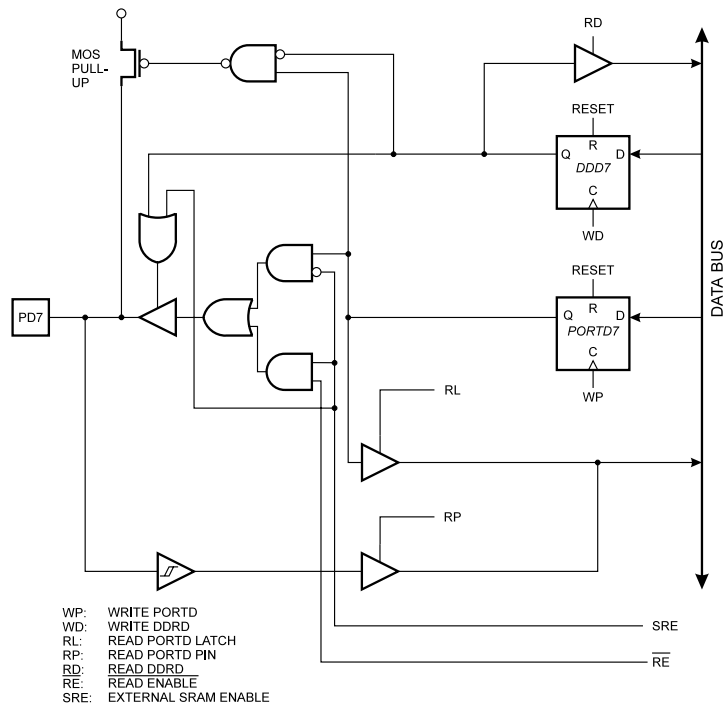 RD
MOS
PULL-
UP
RESET
R
Q
D
DDD7
C
WD
RESET
R
PD7
D
PORTD7
C
WP
DATA BUS
RL
RP
WP: WRITE PORTD
WD: WRITE DDRD
RL: READ PORTD LATCH
RP: READ PORTD PIN
RD: READ DDRD
RE: READ ENABLE
SRE: EXTERNAL SRAM ENABLE
SRE
RE
Q